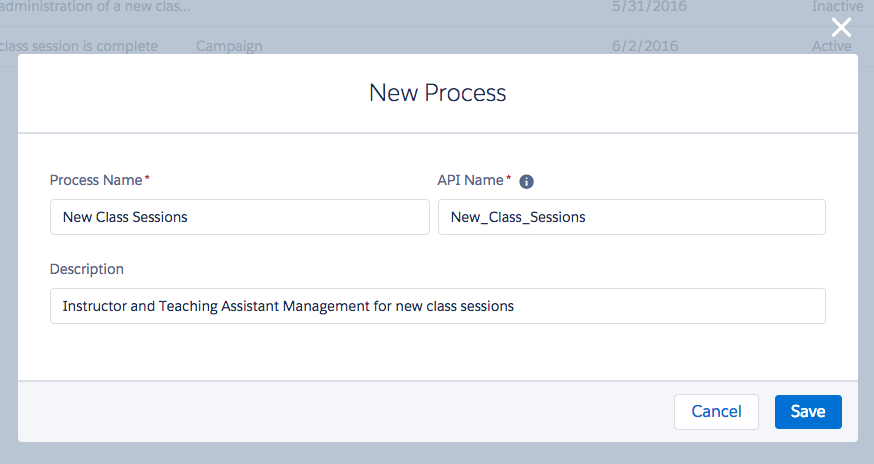 administration of a new clas... 5/31/2016 Inactive
class session is complete Campaign 6/2/2016 Active
New Process
Process Name* API Name*
New Class Sessions New_Class_Sessions
Description
Instructor and Teaching Assistant Management for new class sessions
Cancel Save